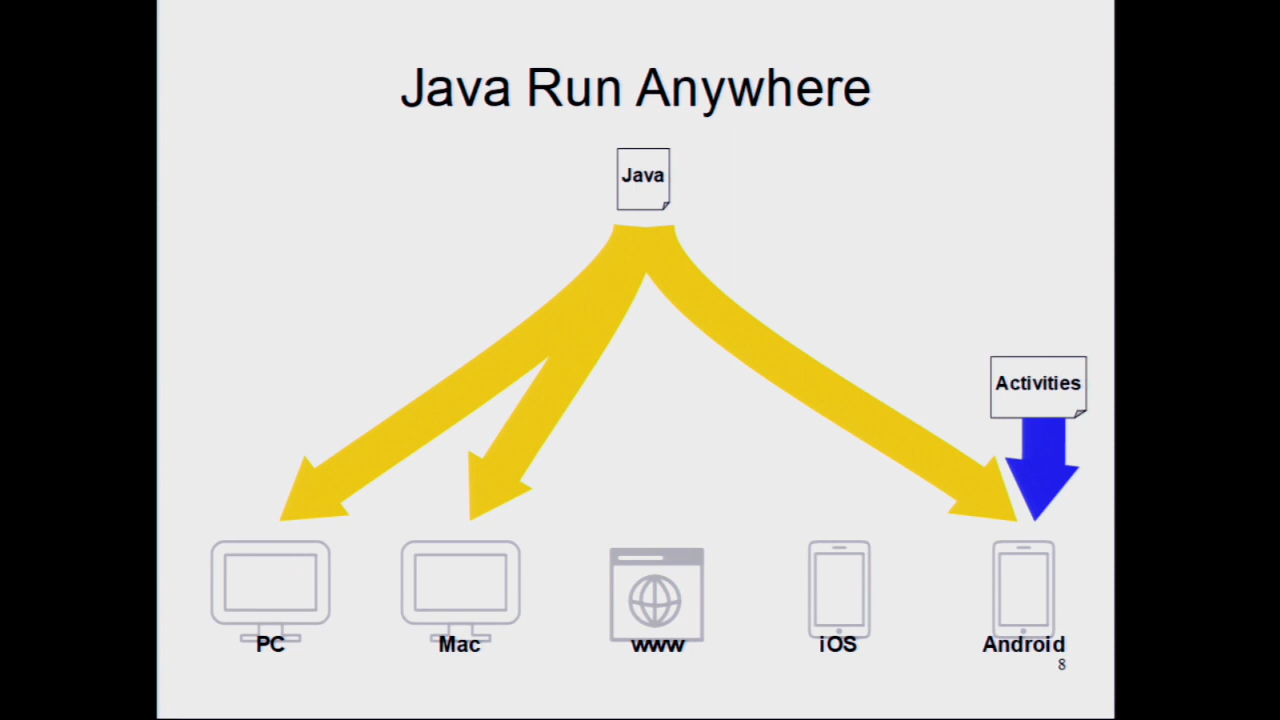 Java Run Anywhere
Java
Activities
PC
Mac
www
iOS
Android
8